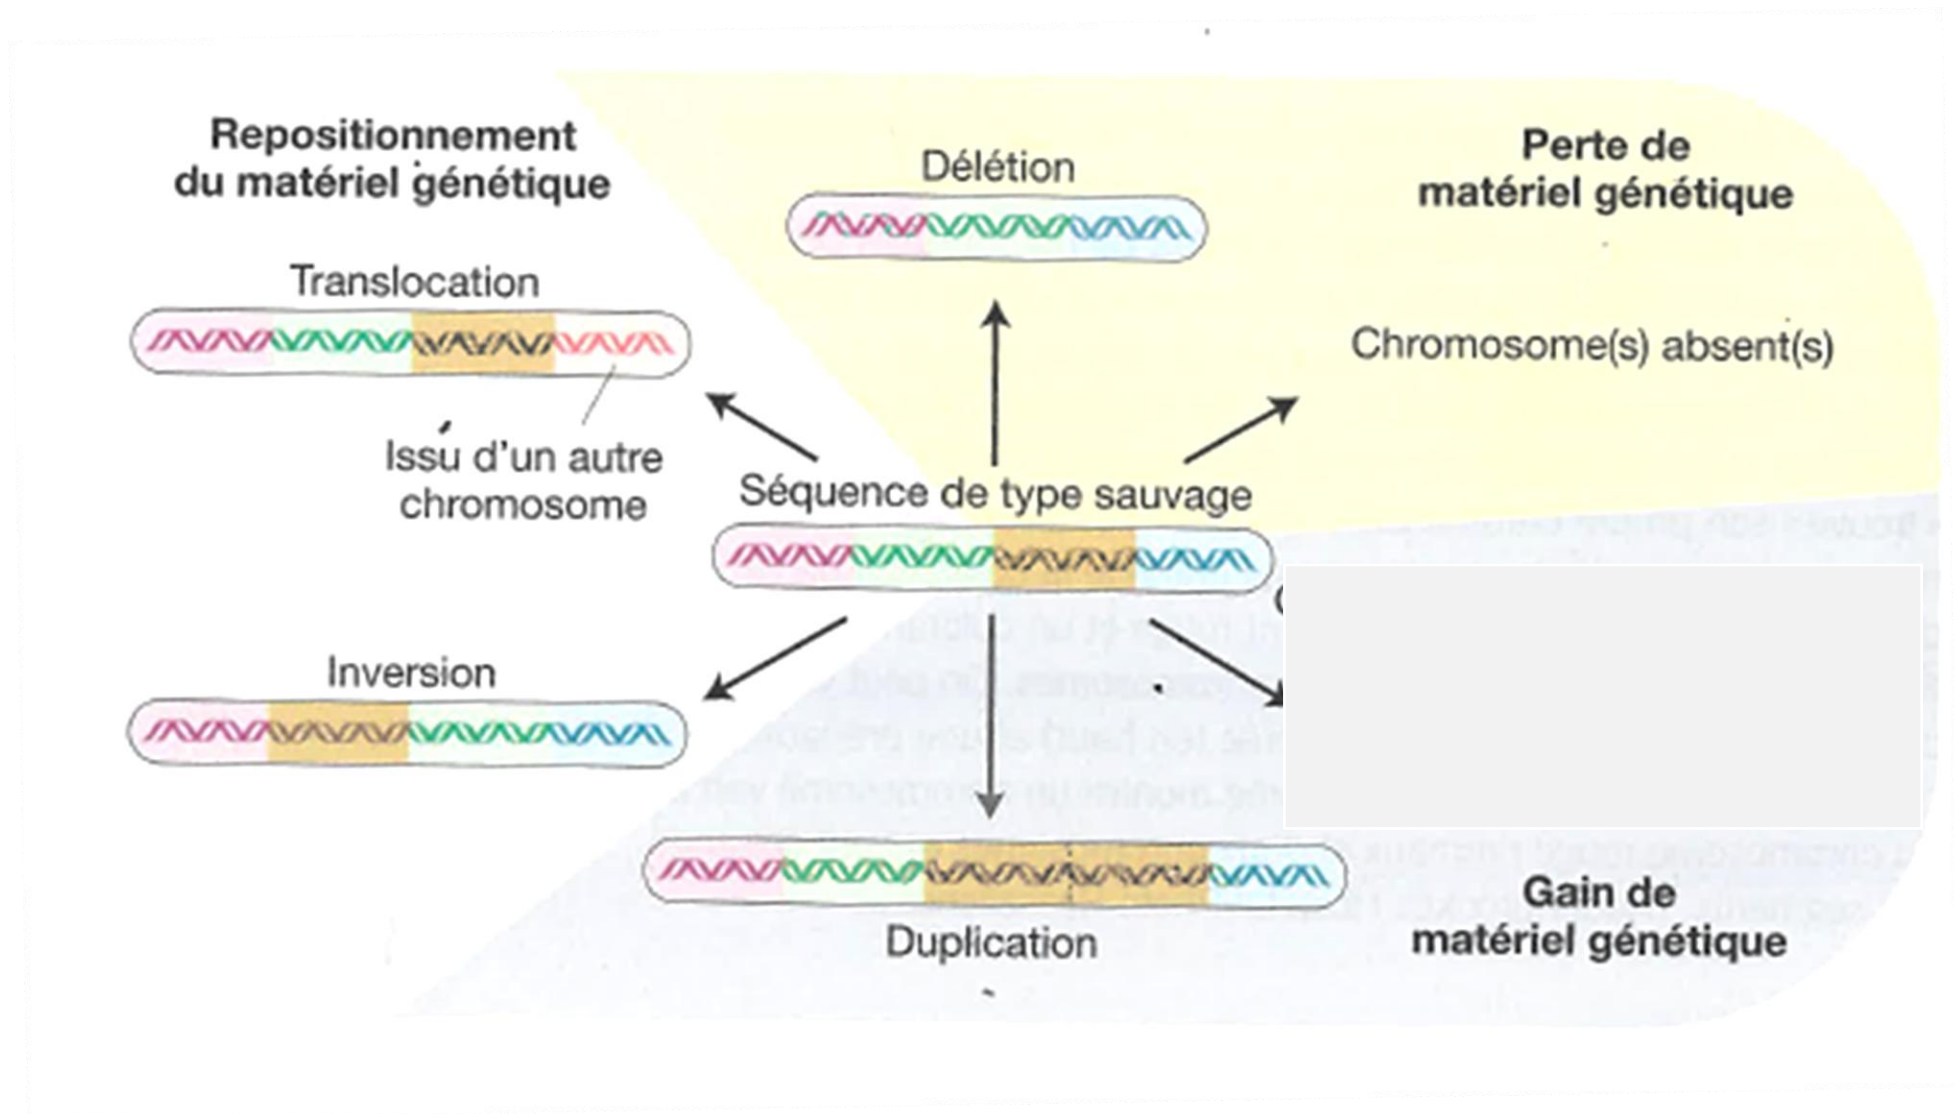 Repositionnement
du matériel génétique
Délétion
Perte de
matériel génétique
Translocation
Chromosome(s) absent(s)
Issu d'un autre
chromosome
Séquence de type sauvage
Inversion
Duplication
Gain de
matériel génétique